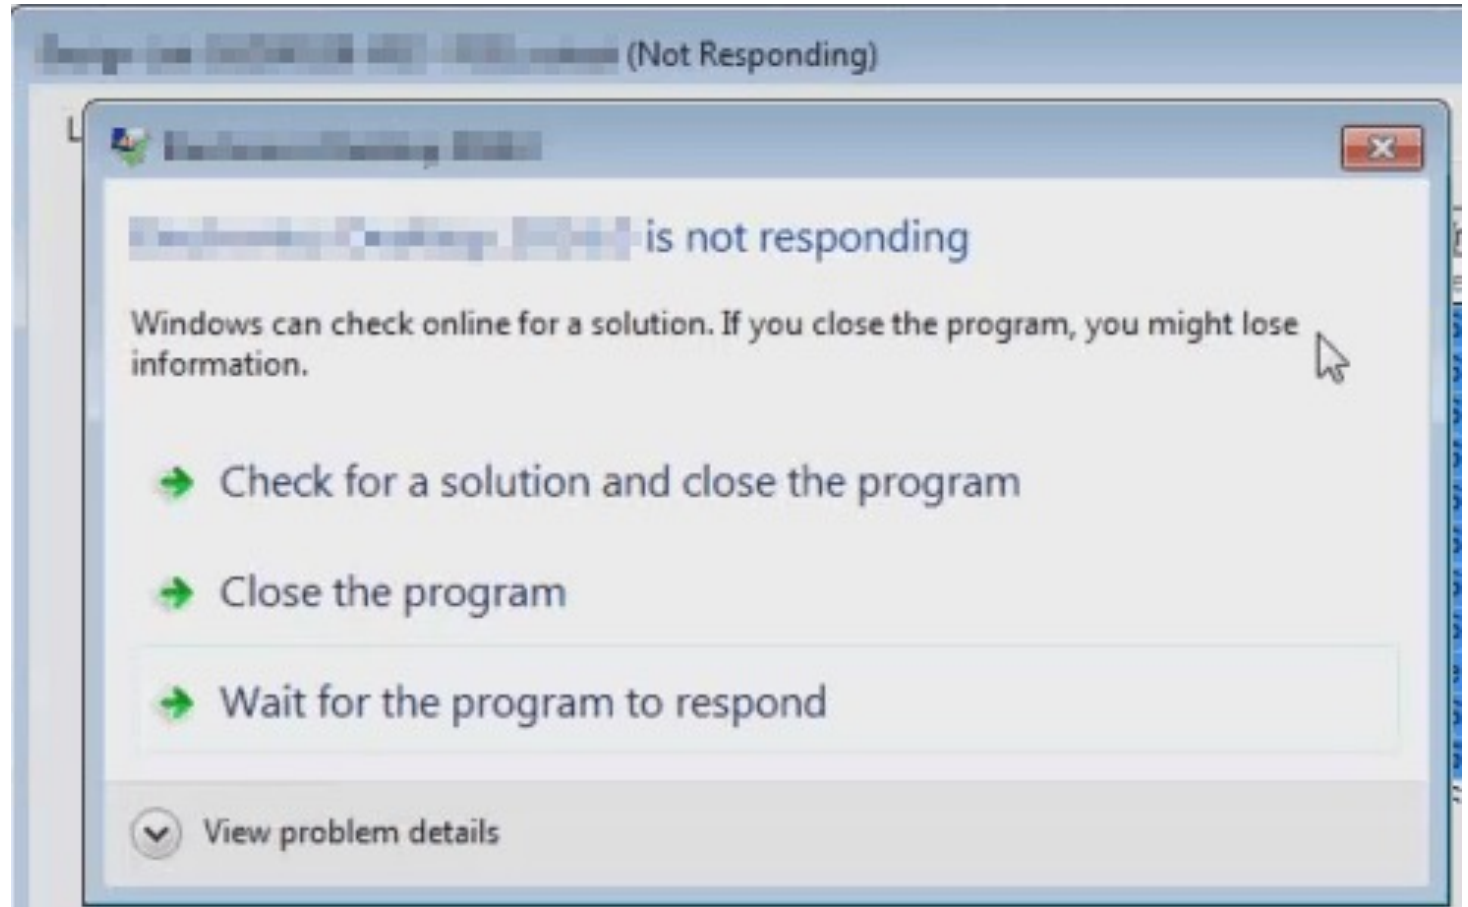 (Not Responding)
L
is not responding
Windows can check online for a solution. If you close the program, you might lose
information.
Check for a solution and close the program
Close the program
Wait for the program to respond
View problem details